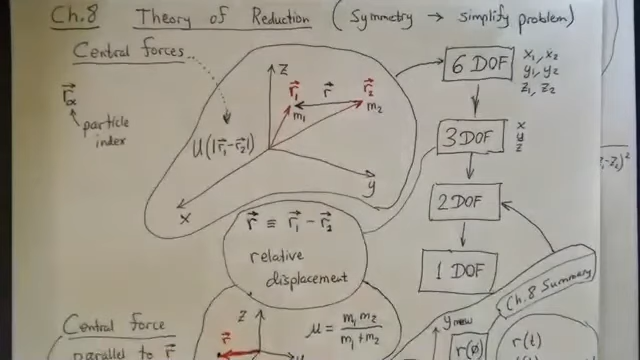 Ch.8 Theory of Reduction (Symmetry → simplify problem)
Central forces
r⃗α
particle
index
U(|r⃗₁-r⃗₂|)
z
r⃗₁
r⃗
r⃗₂
m₁
m₂
x
y
6 DOF
x₁, x₂
y₁, y₂
z₁, z₂
3 DOF
x
y
z
2 DOF
1 DOF
r⃗ ≡ r⃗₁ - r⃗₂
relative
displacement
Ch.8 Summary
Central force
parallel to r⃗
r⃗
z
μ = m₁m₂/(m₁+m₂)
y new
r(ø)
r(t)